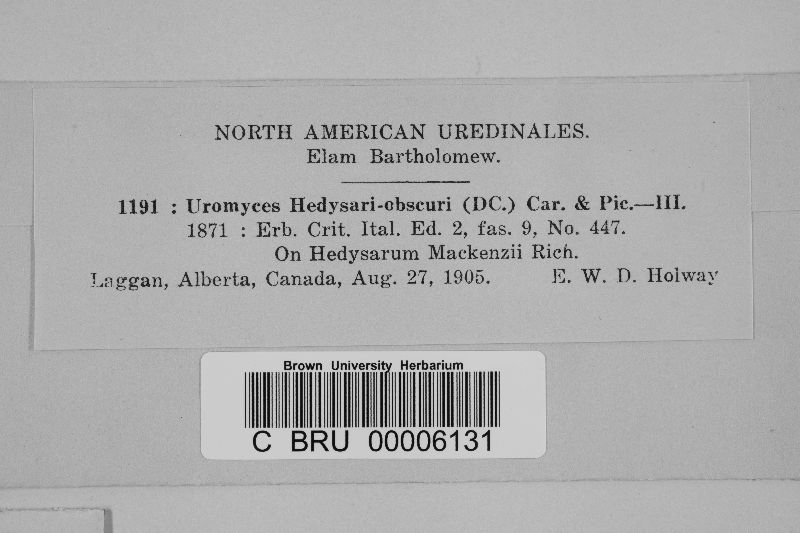 NORTH AMERICAN UREDINALES.
Elam Bartholomew.
1191 : Uromyces Hedysari-obscuri (DC.) Car. & Pic.—III.
1871 : Erb. Crit. Ital. Ed. 2, fas. 9, No. 447.
On Hedysarum Mackenzii Rich.
Laggan, Alberta, Canada, Aug. 27, 1905. E. W. D. Holway
Brown University Herbarium
C BRU 00006131